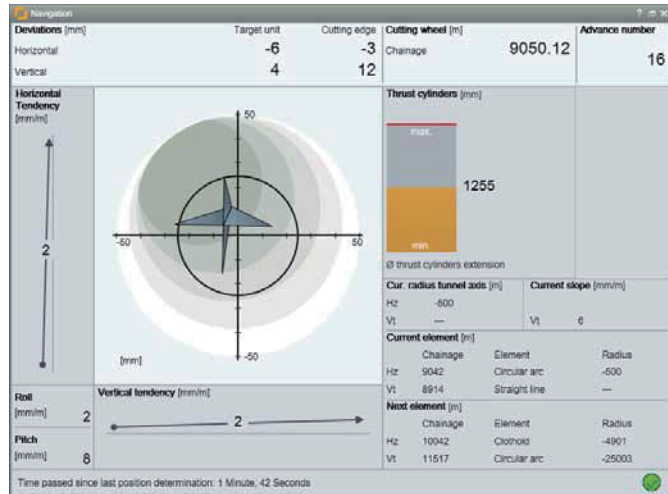 Navigation
Deviations [mm] Target unit Cutting edge
Horizontal -6 -3
Vertical 4 12
Cutting wheel [m]
Chainage 9050.12
Advance number
16
Horizontal
Tendency
[mm/m]
2
50
-50 50
-50
[mm]
Thrust cylinders [mm]
max.
1255
min.
Ø thrust cylinders extension
Cur. radius tunnel axis [m] Current slope [mm/m]
Hz -500
Vt --- Vt 6
Current element [m]
Chainage Element Radius
Hz 9042 Circular arc -500
Vt 8914 Straight line ---
Next element [m]
Chainage Element Radius
Hz 10042 Clothoid -4901
Vt 11517 Circular arc -25003
Roll
[mm/m] 2
Pitch
[mm/m] 8
Vertical tendency [mm/m]
2
Time passed since last position determination: 1 Minute, 42 Seconds